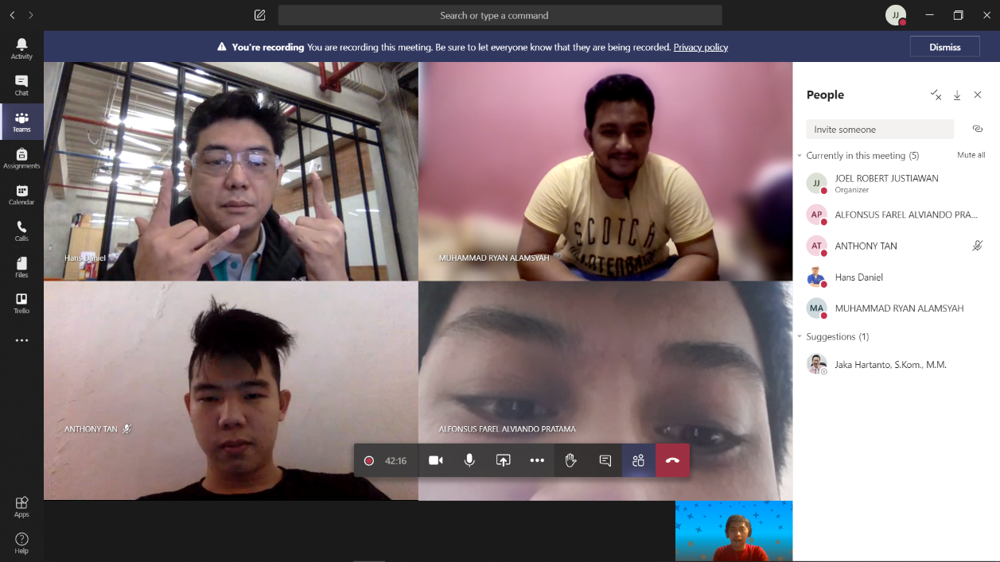 Search or type a command
JJ
You're recording You are recording this meeting. Be sure to let everyone know that they are being recorded. Privacy policy
Dismiss
Activity
Chat
Teams
Assignments
Calendar
Calls
Files
Trello
Apps
Help
Hans Daniel
MUHAMMAD RYAN ALAMSYAH
SCOTCH
ANTHONY TAN
ALFONSUS FAREL ALVIANDO PRATAMA
42:16
People
Invite someone
Currently in this meeting (5)
Mute all
JJ
JOEL ROBERT JUSTIAWAN
Organizer
AP
ALFONSUS FAREL ALVIANDO PRA...
AT
ANTHONY TAN
Hans Daniel
MA
MUHAMMAD RYAN ALAMSYAH
Suggestions (1)
Jaka Hartanto, S.Kom., M.M.